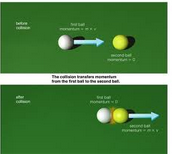 before
collision
first ball
momentum = m × v
second ball
momentum = 0
The collision transfers momentum
from the first ball to the second ball.
after
collision
first ball
momentum = 0
second ball
momentum = m × v